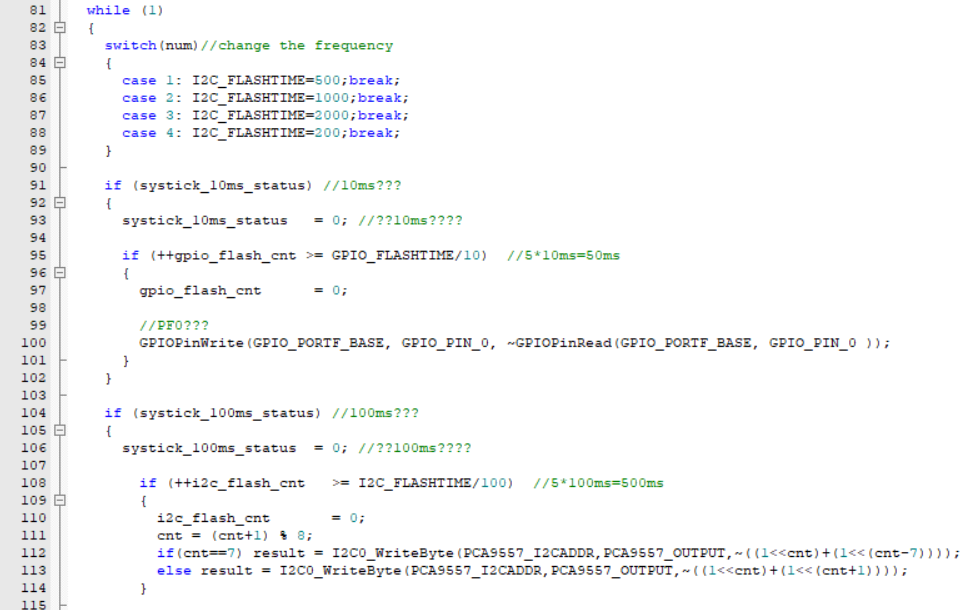 81 while (1)
82 {
83 switch(num)//change the frequency
84 {
85 case 1: I2C_FLASHTIME=500;break;
86 case 2: I2C_FLASHTIME=1000;break;
87 case 3: I2C_FLASHTIME=2000;break;
88 case 4: I2C_FLASHTIME=200;break;
89 }
90
91 if (systick_10ms_status) //10ms???
92 {
93 systick_10ms_status = 0; //??10ms????
94
95 if (++gpio_flash_cnt >= GPIO_FLASHTIME/10) //5*10ms=50ms
96 {
97 gpio_flash_cnt = 0;
98
99 //PF0???
100 GPIOPinWrite(GPIO_PORTF_BASE, GPIO_PIN_0, ~GPIOPinRead(GPIO_PORTF_BASE, GPIO_PIN_0 ));
101 }
102 }
103
104 if (systick_100ms_status) //100ms???
105 {
106 systick_100ms_status = 0; //??100ms????
107
108 if (++i2c_flash_cnt >= I2C_FLASHTIME/100) //5*100ms=500ms
109 {
110 i2c_flash_cnt = 0;
111 cnt = (cnt+1) % 8;
112 if(cnt==7) result = I2C0_WriteByte(PCA9557_I2CADDR,PCA9557_OUTPUT,~((1<<cnt)+(1<<(cnt-7))));
113 else result = I2C0_WriteByte(PCA9557_I2CADDR,PCA9557_OUTPUT,~((1<<cnt)+(1<<(cnt+1))));
114 }
115